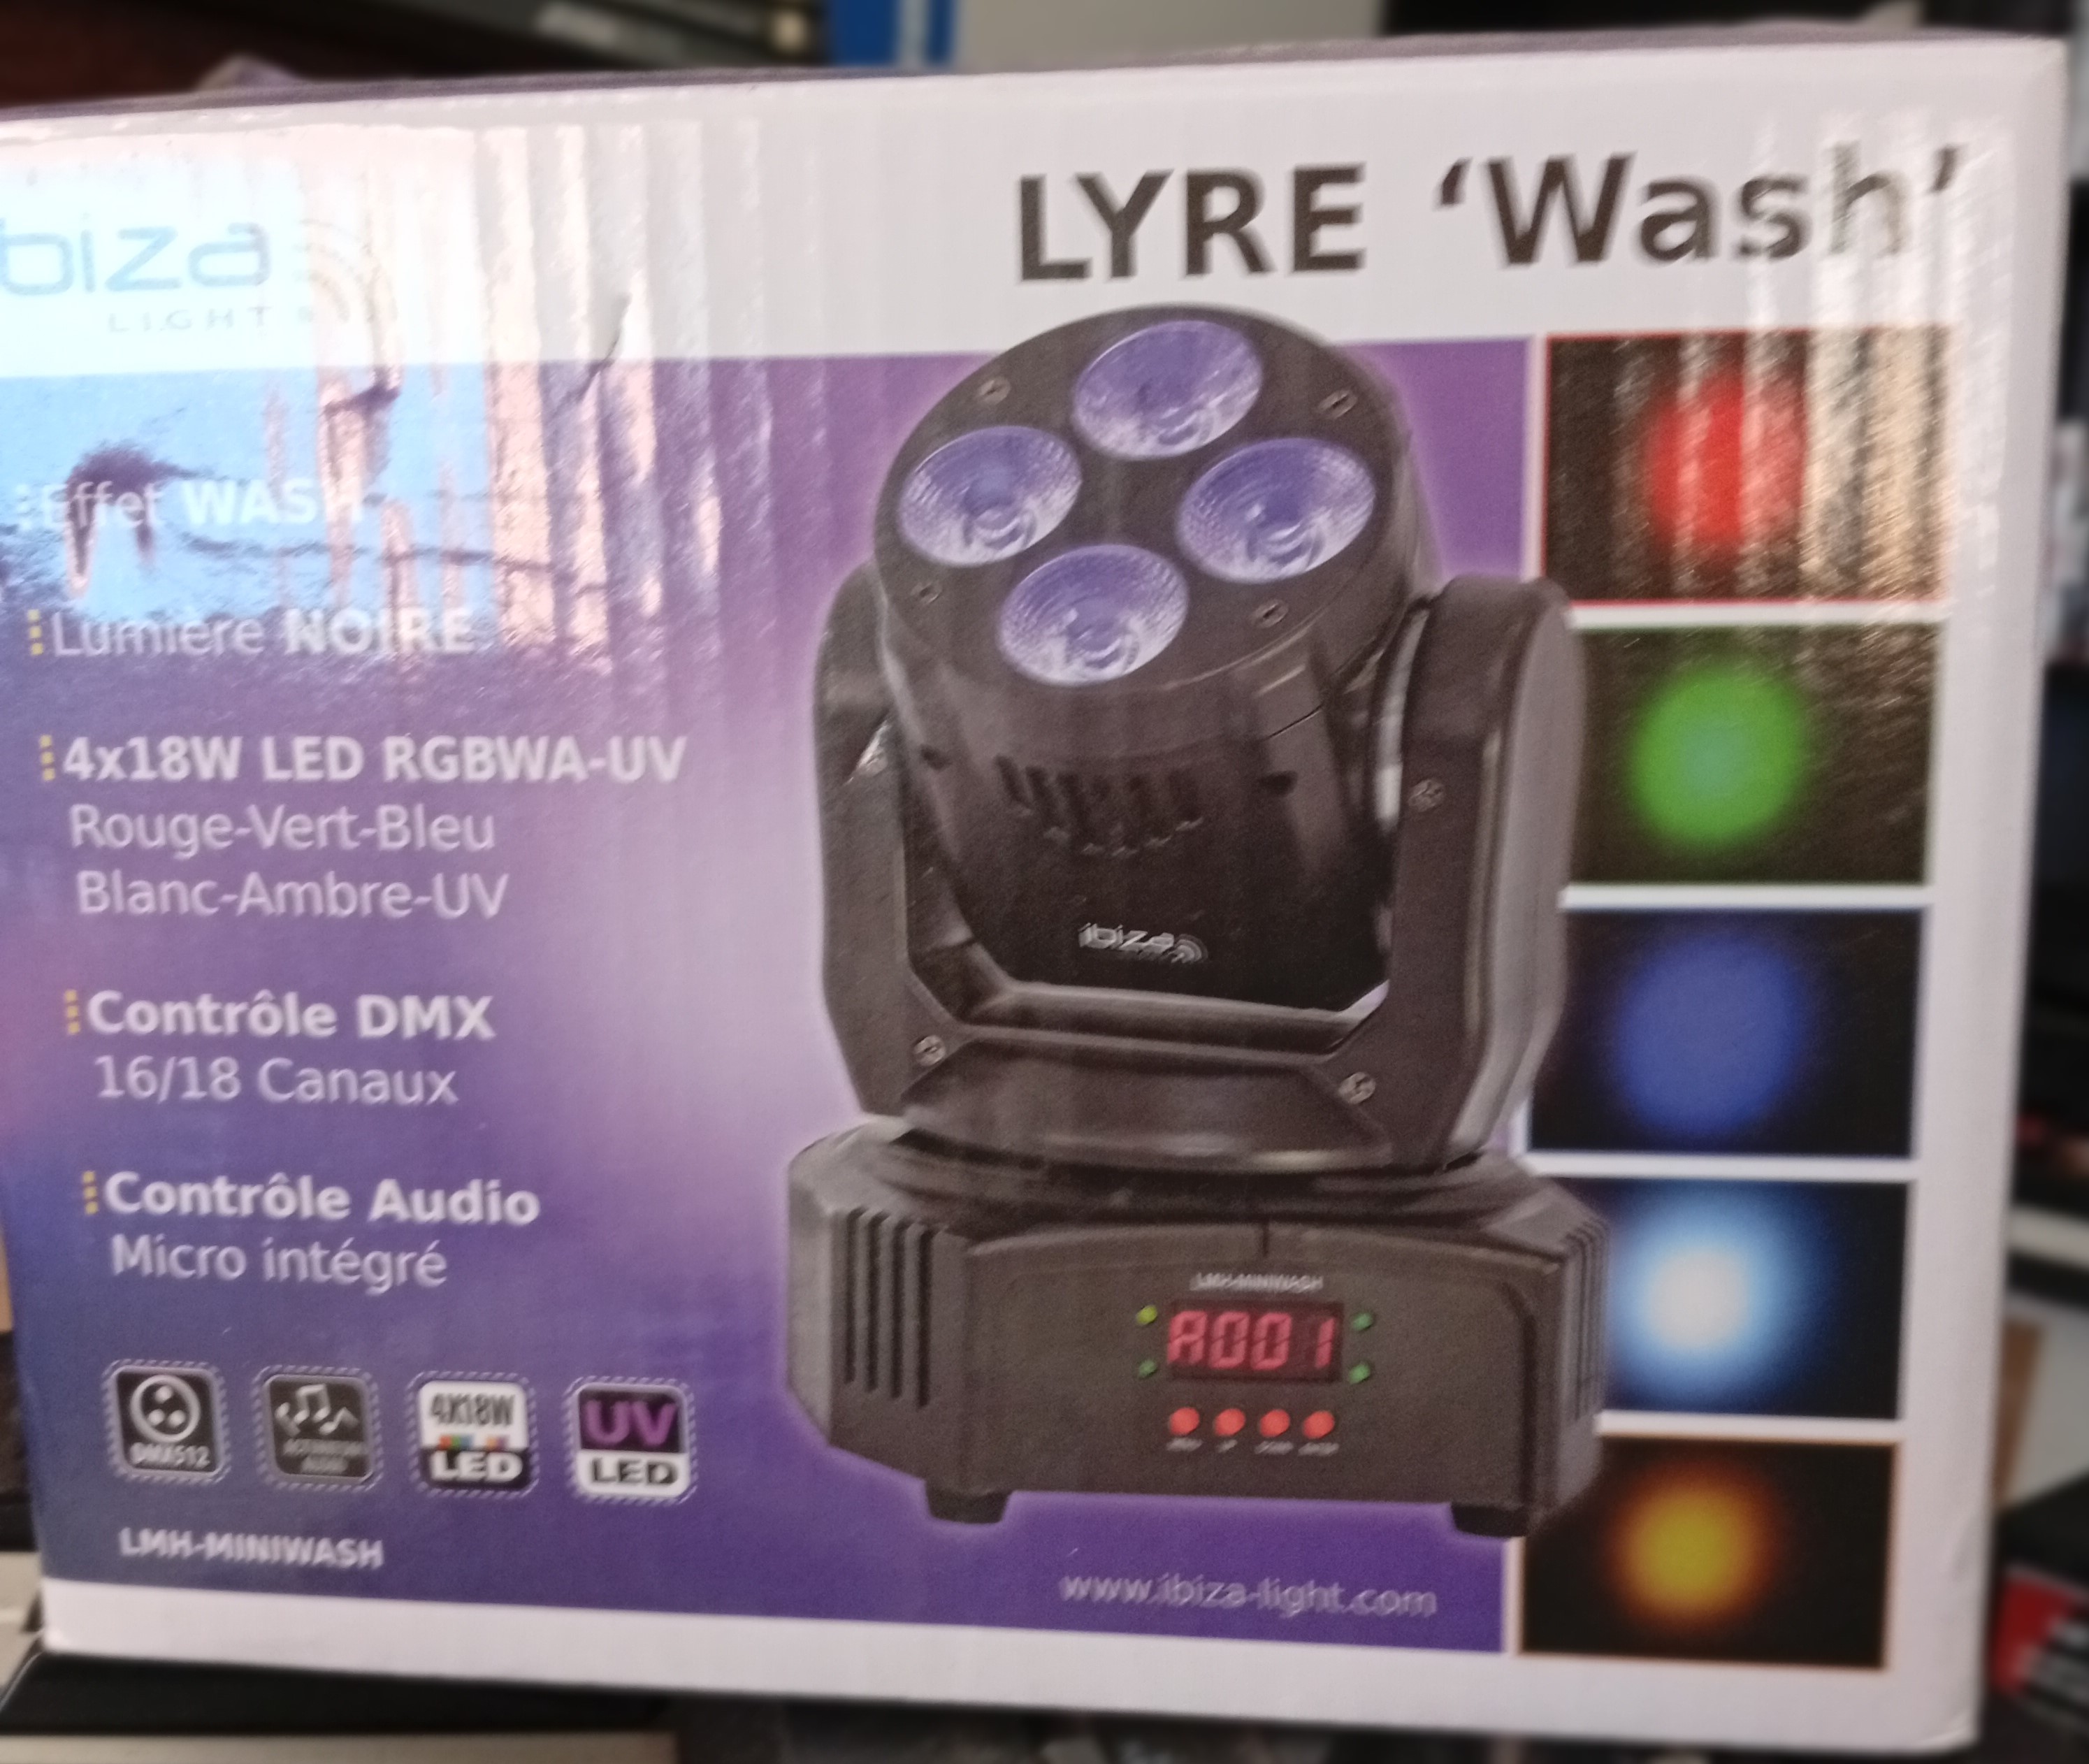 LYRE 'Wash'
biza
LIGHT
Effet WASH
Lumière NOIRE
4x18W LED RGBWA-UV
Rouge-Vert-Bleu
Blanc-Ambre-UV
Contrôle DMX
16/18 Canaux
Contrôle Audio
Micro intégré
ibiza
LMH-MINIWASH
A001
DMX512
4X18W
LED
UV
LED
LMH-MINIWASH
www.ibiza-light.com